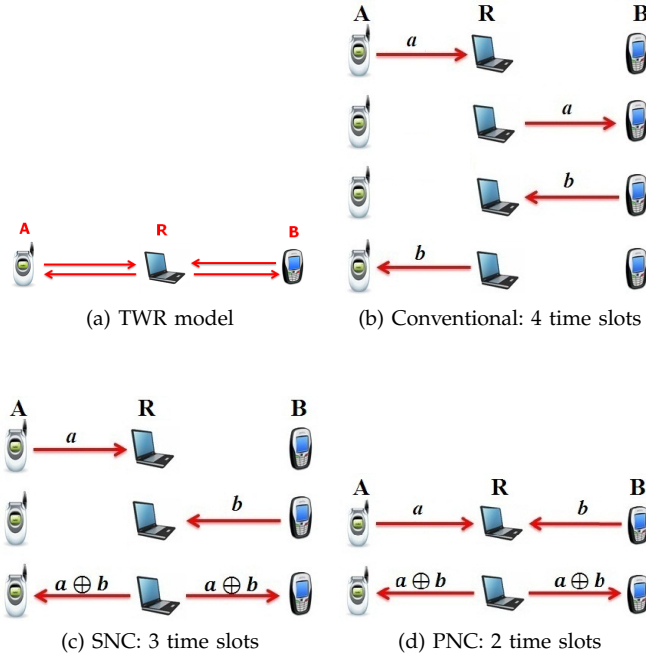 A R B
(a) TWR model
A R B
a
a
b
b
(b) Conventional: 4 time slots
A R B
a
b
a ⊕ b a ⊕ b
(c) SNC: 3 time slots
A R B
a b
a ⊕ b a ⊕ b
(d) PNC: 2 time slots